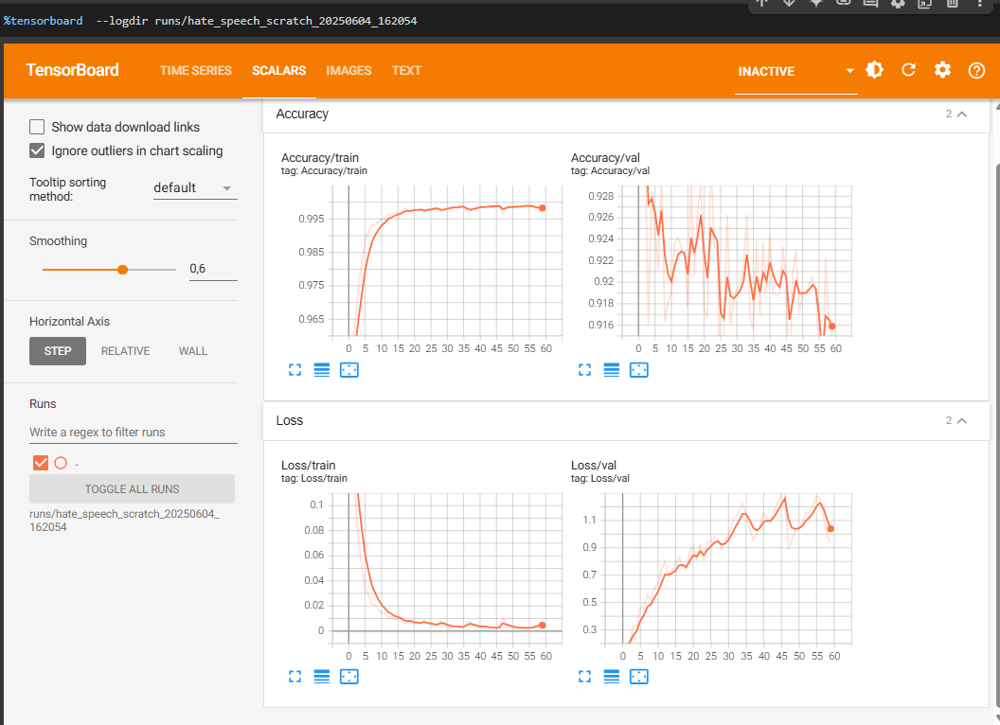 %tensorboard --logdir runs/hate_speech_scratch_20250604_162054
TensorBoard
TIME SERIES
SCALARS
IMAGES
TEXT
INACTIVE
Show data download links
Ignore outliers in chart scaling
Tooltip sorting
method:
default
Smoothing
0,6
Horizontal Axis
STEP
RELATIVE
WALL
Runs
Write a regex to filter runs
.
TOGGLE ALL RUNS
runs/hate_speech_scratch_20250604_
162054
Accuracy
2
Accuracy/train
tag: Accuracy/train
0.995
0.985
0.975
0.965
0 5 10 15 20 25 30 35 40 45 50 55 60
Accuracy/val
tag: Accuracy/val
0.928
0.926
0.924
0.922
0.92
0.918
0.916
0 5 10 15 20 25 30 35 40 45 50 55 60
Loss
2
Loss/train
tag: Loss/train
0.1
0.08
0.06
0.04
0.02
0
0 5 10 15 20 25 30 35 40 45 50 55 60
Loss/val
tag: Loss/val
1.1
0.9
0.7
0.5
0.3
0 5 10 15 20 25 30 35 40 45 50 55 60